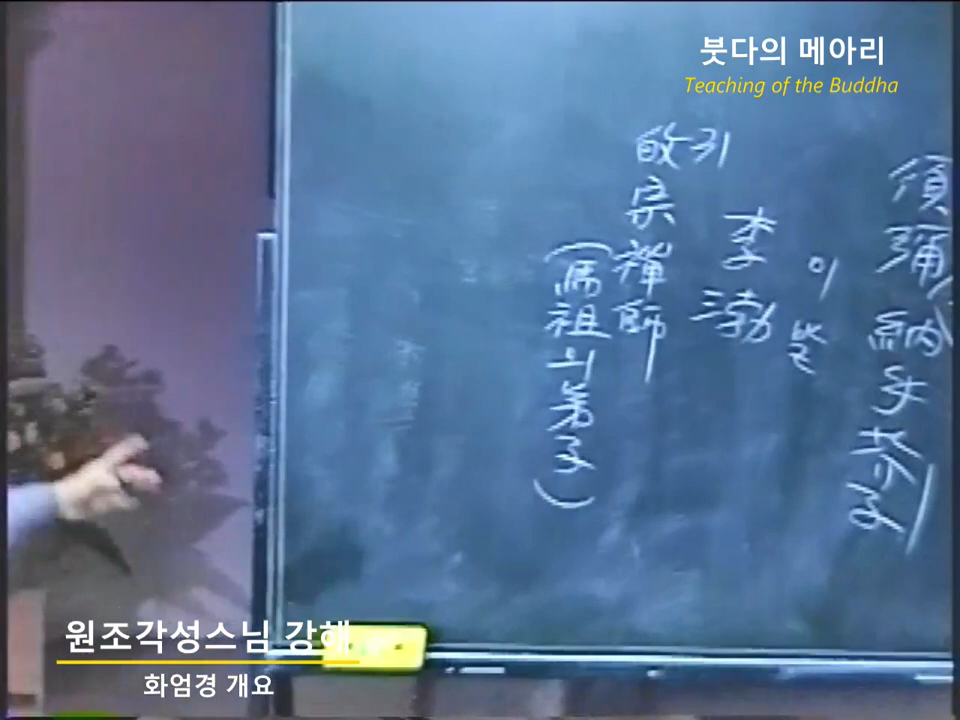 붓다의 메아리
Teaching of the Buddha
須彌納
이발
李渤
귀
宗禪師
(馬祖의 弟子)
원조각성스님 강해
화엄경 개요